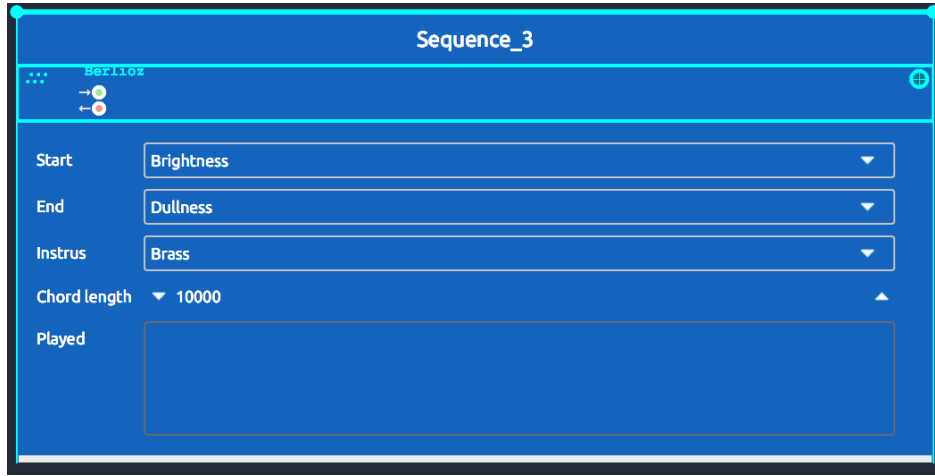 Sequence_3
Berlioz
Start Brightness
End Dullness
Instrus Brass
Chord length 10000
Played